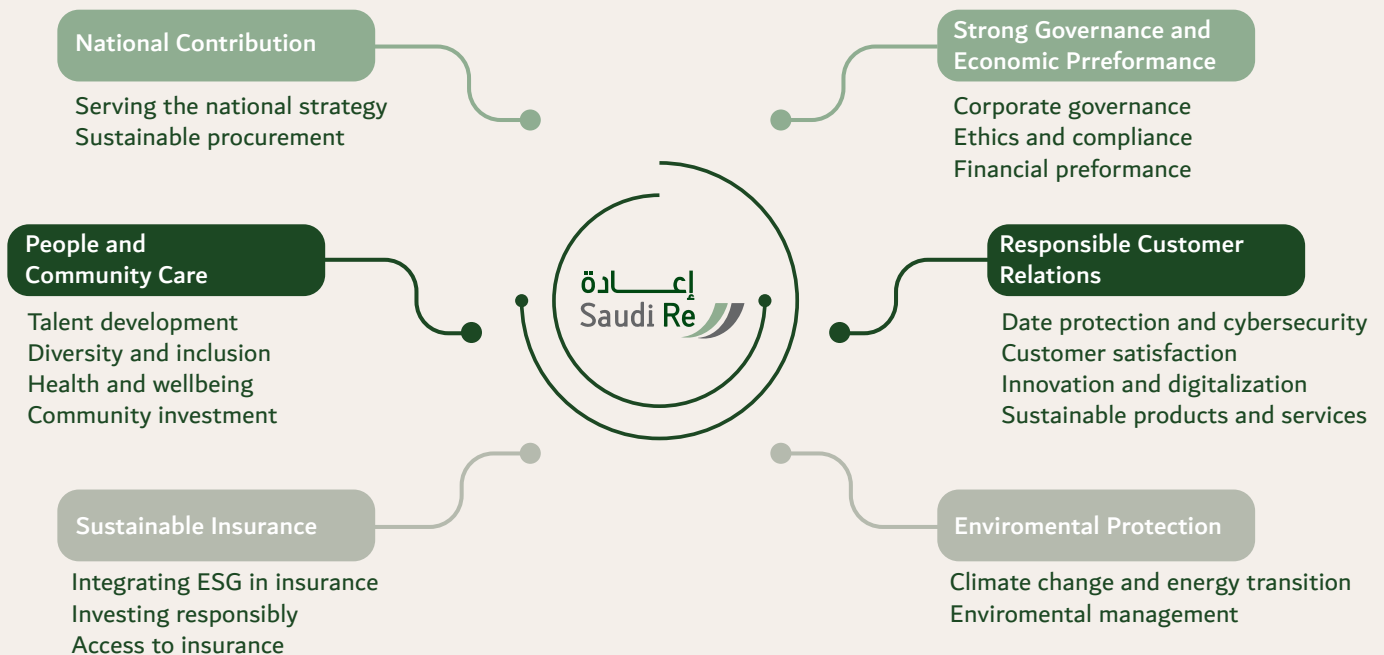 National Contribution
Serving the national strategy
Sustainable procurement
Strong Governance and
Economic Prreformance
Corporate governance
Ethics and compliance
Financial preformance
People and
Community Care
Talent development
Diversity and inclusion
Health and wellbeing
Community investment
إعـــــادة
Saudi Re
Responsible Customer
Relations
Date protection and cybersecurity
Customer satisfaction
Innovation and digitalization
Sustainable products and services
Sustainable Insurance
Integrating ESG in insurance
Investing responsibly
Access to insurance
Enviromental Protection
Climate change and energy transition
Enviromental management